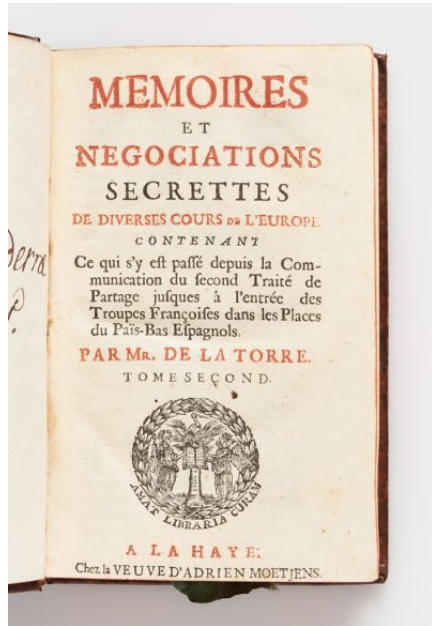 MEMOIRES
ET
NEGOCIATIONS
SECRETTES
DE DIVERSES COURS DE L'EUROPE
CONTENANT
Ce qui s'y eſt paſſé depuis la Com-
munication du ſecond Traité de
Partage juſques à l'entrée des
Troupes Françoiſes dans les Places
du Païs-Bas Eſpagnols.
PAR MR. DE LA TORRE.
TOME SECOND.
AMAT LIBRARIA CURAM
A LA HAYE.
Chez la VEUVE D'ADRIEN MOETJENS.